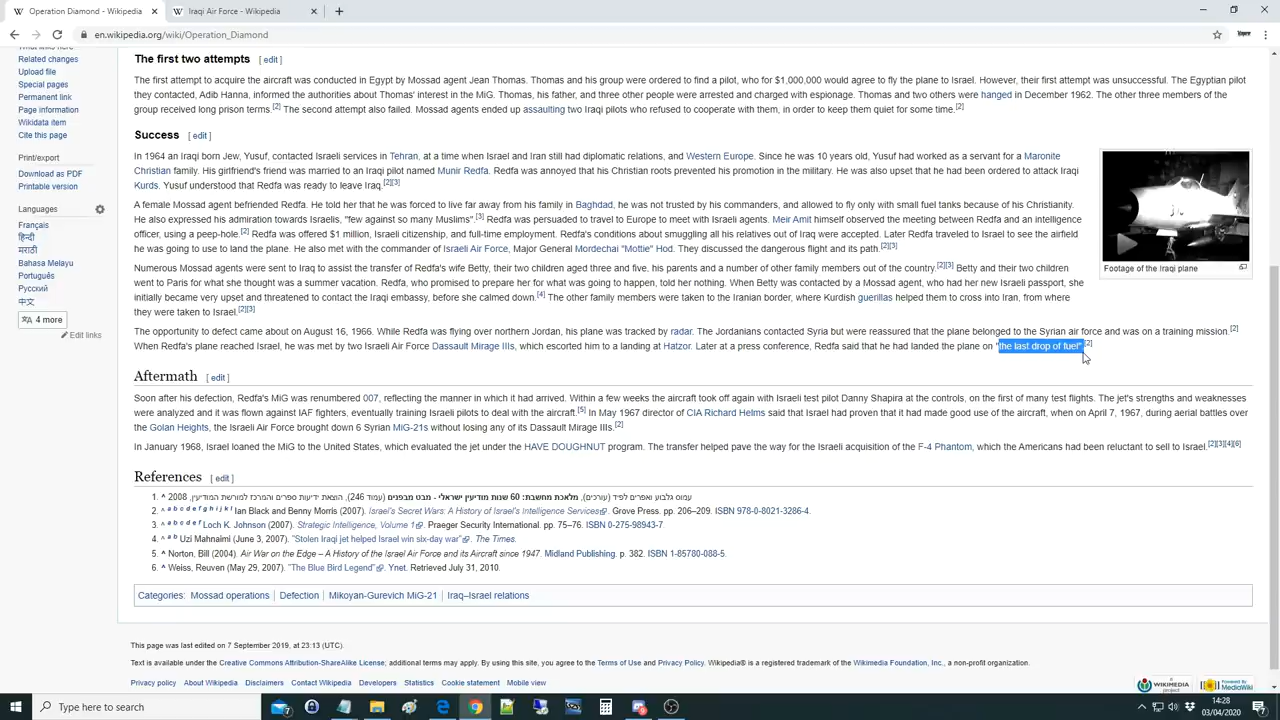 Operation Diamond - Wikipedia
Iraqi Air Force - Wikipedia
en.wikipedia.org/wiki/Operation_Diamond
What links here
Related changes
Upload file
Special pages
Permanent link
Page information
Wikidata item
Cite this page
Print/export
Download as PDF
Printable version
Languages
Français
हिन्दी
मराठी
Bahasa Melayu
Português
Русский
中文
4 more
Edit links
The first two attempts [ edit ]
The first attempt to acquire the aircraft was conducted in Egypt by Mossad agent Jean Thomas. Thomas and his group were ordered to find a pilot, who for $1,000,000 would agree to fly the plane to Israel. However, their first attempt was unsuccessful. The Egyptian pilot
they contacted, Adib Hanna, informed the authorities about Thomas' interest in the MiG. Thomas, his father, and three other people were arrested and charged with espionage. Thomas and two others were hanged in December 1962. The other three members of the
group received long prison terms.[2] The second attempt also failed. Mossad agents ended up assaulting two Iraqi pilots who refused to cooperate with them, in order to keep them quiet for some time.[2]
Success [ edit ]
In 1964 an Iraqi born Jew, Yusuf, contacted Israeli services in Tehran, at a time when Israel and Iran still had diplomatic relations, and Western Europe. Since he was 10 years old, Yusuf had worked as a servant for a Maronite
Christian family. His girlfriend's friend was married to an Iraqi pilot named Munir Redfa. Redfa was annoyed that his Christian roots prevented his promotion in the military. He was also upset that he had been ordered to attack Iraqi
Kurds. Yusuf understood that Redfa was ready to leave Iraq.[2][3]
A female Mossad agent befriended Redfa. He told her that he was forced to live far away from his family in Baghdad, he was not trusted by his commanders, and allowed to fly only with small fuel tanks because of his Christianity.
He also expressed his admiration towards Israelis, "few against so many Muslims".[3] Redfa was persuaded to travel to Europe to meet with Israeli agents. Meir Amit himself observed the meeting between Redfa and an intelligence
officer, using a peep-hole.[2] Redfa was offered $1 million, Israeli citizenship, and full-time employment. Redfa's conditions about smuggling all his relatives out of Iraq were accepted. Later Redfa traveled to Israel to see the airfield
he was going to use to land the plane. He also met with the commander of Israeli Air Force, Major General Mordechai "Mottie" Hod. They discussed the dangerous flight and its path.[2][3]
Numerous Mossad agents were sent to Iraq to assist the transfer of Redfa's wife Betty, their two children aged three and five, his parents and a number of other family members out of the country.[2][3] Betty and their two children
went to Paris for what she thought was a summer vacation. Redfa, who promised to prepare her for what was going to happen, told her nothing. When Betty was contacted by a Mossad agent, who had her new Israeli passport, she
initially became very upset and threatened to contact the Iraqi embassy, before she calmed down.[4] The other family members were taken to the Iranian border, where Kurdish guerillas helped them to cross into Iran, from where
they were taken to Israel.[2][3]
Footage of the Iraqi plane
The opportunity to defect came about on August 16, 1966. While Redfa was flying over northern Jordan, his plane was tracked by radar. The Jordanians contacted Syria but were reassured that the plane belonged to the Syrian air force and was on a training mission.[2]
When Redfa's plane reached Israel, he was met by two Israeli Air Force Dassault Mirage IIIs, which escorted him to a landing at Hatzor. Later at a press conference, Redfa said that he had landed the plane on "the last drop of fuel".[2]
Aftermath [ edit ]
Soon after his defection, Redfa's MiG was renumbered 007, reflecting the manner in which it had arrived. Within a few weeks the aircraft took off again with Israeli test pilot Danny Shapira at the controls, on the first of many test flights. The jet's strengths and weaknesses
were analyzed and it was flown against IAF fighters, eventually training Israeli pilots to deal with the aircraft.[5] In May 1967 director of CIA Richard Helms said that Israel had proven that it had made good use of the aircraft, when on April 7, 1967, during aerial battles over
the Golan Heights, the Israeli Air Force brought down 6 Syrian MiG-21s without losing any of its Dassault Mirage IIIs.[2]
In January 1968, Israel loaned the MiG to the United States, which evaluated the jet under the HAVE DOUGHNUT program. The transfer helped pave the way for the Israeli acquisition of the F-4 Phantom, which the Americans had been reluctant to sell to Israel.[2][3][4][6]
References [ edit ]
1. ^ עמוס גלבוע ואפרים לפיד (עורכים), מלאכת מחשבת: 60 שנות מודיעין ישראלי - מבט מבפנים (עמוד 246), הוצאת ידיעות ספרים והמרכז למורשת המודיעין, 2008
2. ^ a b c d e f g h i j k l Ian Black and Benny Morris (2007). Israel's Secret Wars: A History of Israel's Intelligence Services. Grove Press. pp. 206–209. ISBN 978-0-8021-3286-4.
3. ^ a b c d e f Loch K. Johnson (2007). Strategic Intelligence, Volume 1. Praeger Security International. pp. 75–76. ISBN 0-275-98943-7.
4. ^ a b Uzi Mahnaimi (June 3, 2007). "Stolen Iraqi jet helped Israel win six-day war". The Times.
5. ^ Norton, Bill (2004). Air War on the Edge – A History of the Israel Air Force and its Aircraft since 1947. Midland Publishing. p. 382. ISBN 1-85780-088-5.
6. ^ Weiss, Reuven (May 29, 2007). "The Blue Bird Legend". Ynet. Retrieved July 31, 2010.
Categories: Mossad operations | Defection | Mikoyan-Gurevich MiG-21 | Iraq–Israel relations
This page was last edited on 7 September 2019, at 23:13 (UTC).
Text is available under the Creative Commons Attribution-ShareAlike License; additional terms may apply. By using this site, you agree to the Terms of Use and Privacy Policy. Wikipedia® is a registered trademark of the Wikimedia Foundation, Inc., a non-profit organization.
Privacy policy About Wikipedia Disclaimers Contact Wikipedia Developers Statistics Cookie statement Mobile view
WIKIMEDIA project
Powered By MediaWiki
Type here to search
14:28
03/04/2020